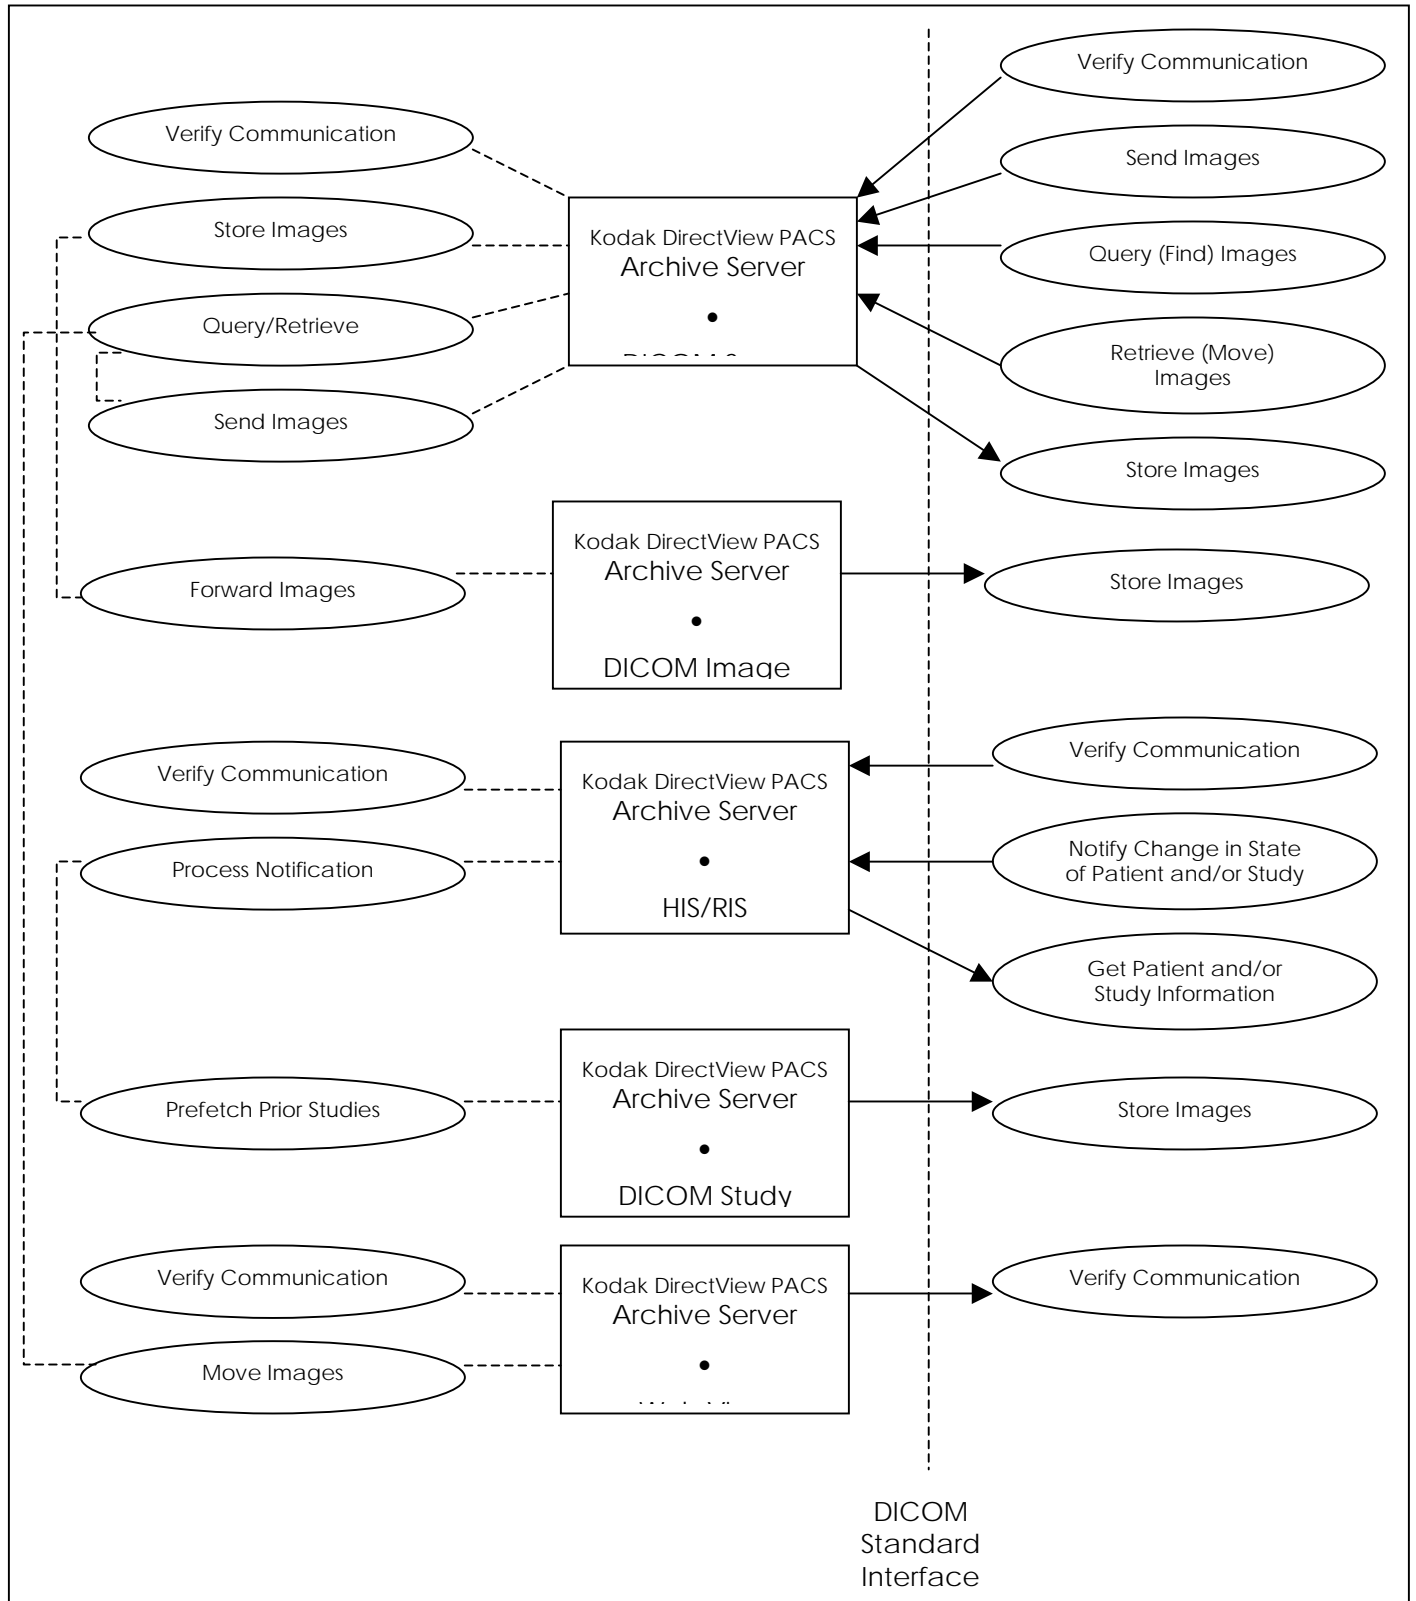 Verify Communication
Verify Communication
Send Images
Store Images
Kodak DirectView PACS
Archive Server
•
Query (Find) Images
Query/Retrieve
Retrieve (Move)
Images
Send Images
Store Images
Kodak DirectView PACS
Archive Server
•
DICOM Image
Forward Images
Store Images
Verify Communication
Verify Communication
Kodak DirectView PACS
Archive Server
•
HIS/RIS
Process Notification
Notify Change in State
of Patient and/or Study
Get Patient and/or
Study Information
Kodak DirectView PACS
Archive Server
•
DICOM Study
Prefetch Prior Studies
Store Images
Verify Communication
Kodak DirectView PACS
Archive Server
•
Verify Communication
Move Images
DICOM
Standard
Interface